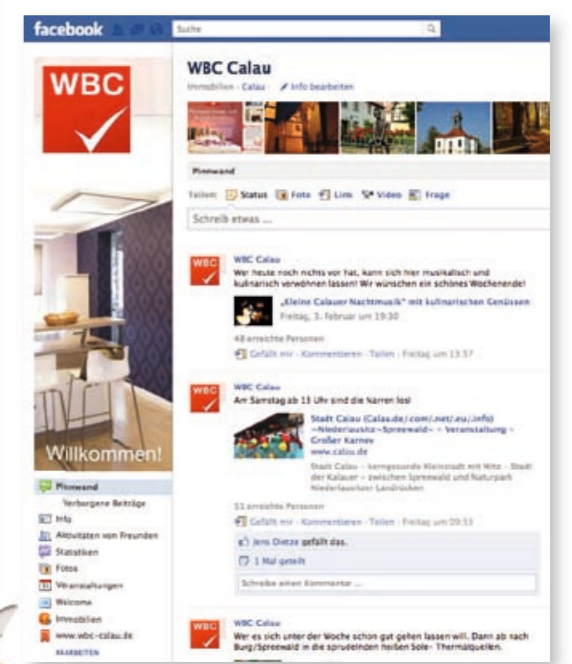 facebook
Suche
WBC
WBC Calau
Immobilien · Calau · Info bearbeiten
Pinnwand
Teilen: Status Foto Link Video Frage
Schreib etwas ...
WBC
WBC Calau
Wer heute noch nichts vor hat, kann sich hier musikalisch und
kulinarisch verwöhnen lassen! Wir wünschen ein schönes Wochenende!
„Kleine Calauer Nachtmusik" mit kulinarischen Genüssen
Freitag, 3. Februar um 19:30
48 erreichte Personen
Gefällt mir · Kommentieren · Teilen · Freitag um 13:57
WBC
WBC Calau
Am Samstag ab 13 Uhr sind die Narren los!
Stadt Calau (Calau.de/.com/.net/.eu/.info)
~Niederlausitz~Spreewald~ - Veranstaltung -
Großer Karnev
www.calau.de
Stadt Calau - kerngesunde Kleinstadt mit Witz - Stadt
der Kalauer - zwischen Spreewald und Naturpark
Niederlausitzer Landrücken
51 erreichte Personen
Gefällt mir · Kommentieren · Teilen · Freitag um 09:53
Jens Dietze gefällt das.
1 Mal geteilt
Schreibe einen Kommentar ...
WBC
WBC Calau
Wer es sich unter der Woche schon gut gehen lassen will. Dann ab nach
Burg/Spreewald in die sprudelnden heißen Sole- Thermalquellen.
Willkommen!
Pinnwand
Verborgene Beiträge
Info
Aktivitäten von Freunden
Statistiken
Fotos
31 Veranstaltungen
Welcome
Immobilien
www.wbc-calau.de
BEARBEITEN